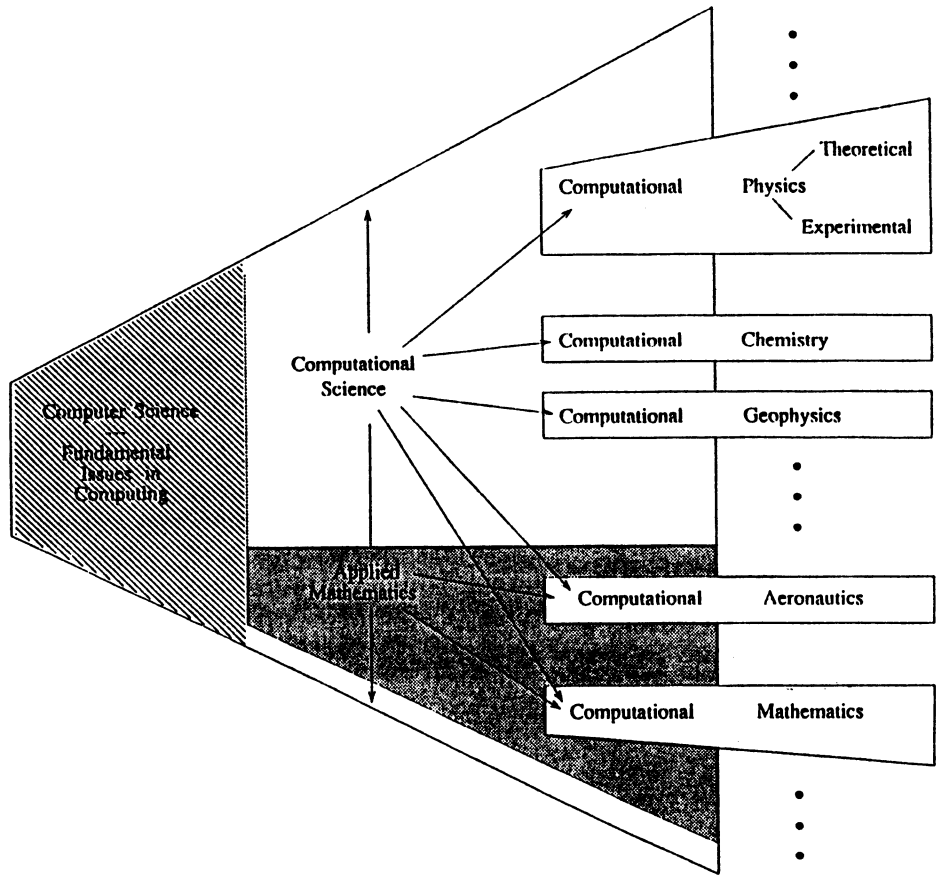 Theoretical
Computational Physics
Experimental
Computational Chemistry
Computational
Science
Computational Geophysics
Computer Science
Fundamental
Issues in
Computing
Applied
Mathematics
Computational Aeronautics
Computational Mathematics